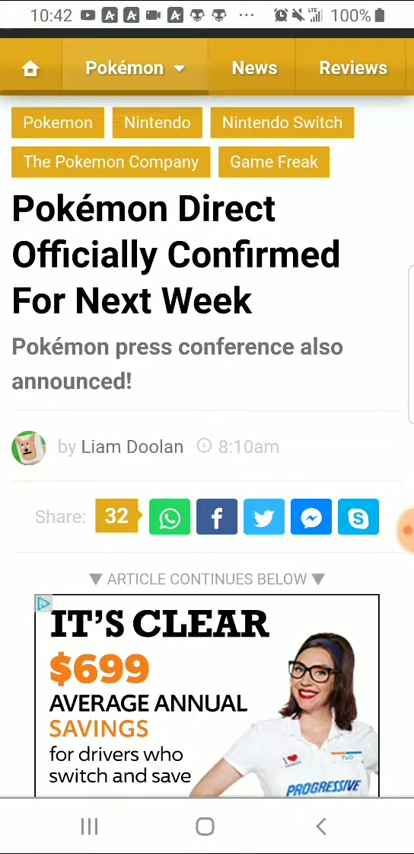 10:42 100%
Pokémon News Reviews
Pokemon Nintendo Nintendo Switch
The Pokemon Company Game Freak
Pokémon Direct
Officially Confirmed
For Next Week
Pokémon press conference also
announced!
by Liam Doolan 8:10am
Share: 32
▼ ARTICLE CONTINUES BELOW ▼
IT'S CLEAR
$699
AVERAGE ANNUAL
SAVINGS
for drivers who
switch and save
PROGRESSIVE